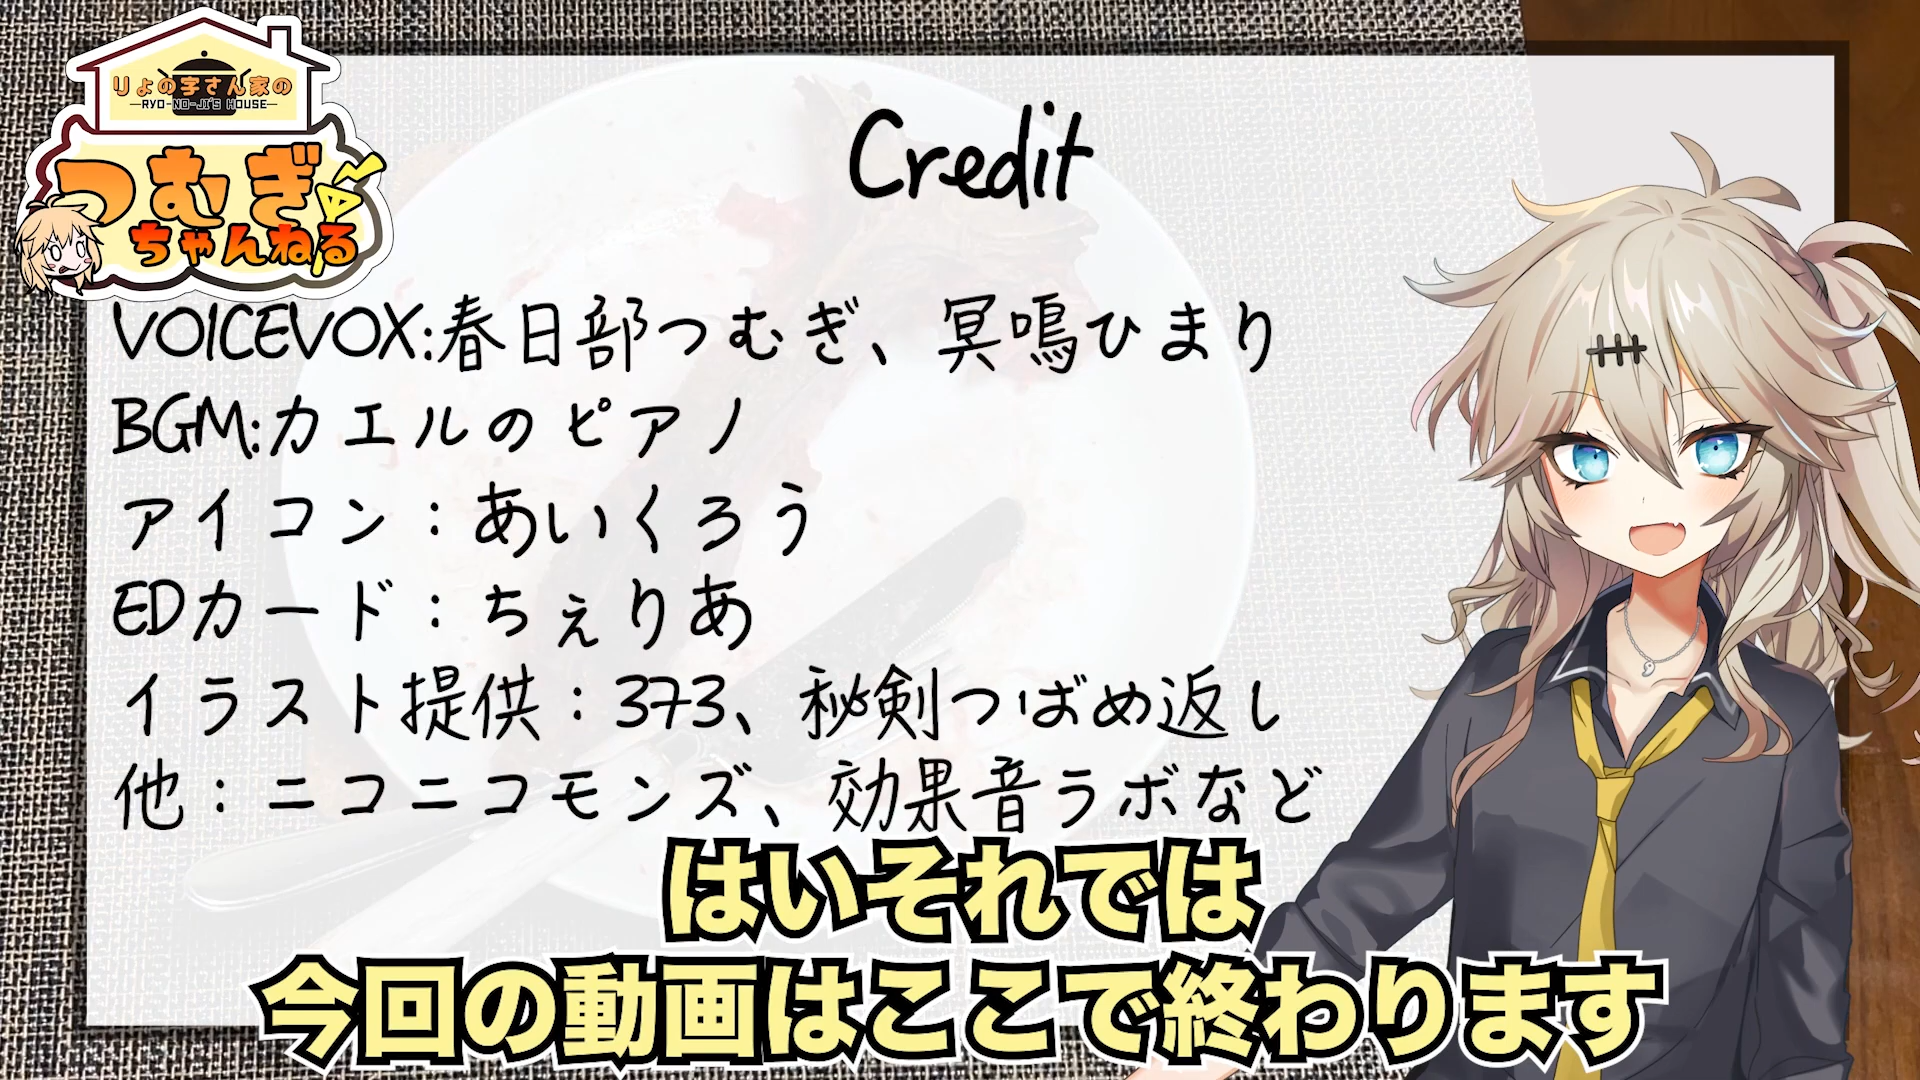 りょの字さん家の
RYO-NO-JI'S HOUSE
つむぎ
ちゃんねる
Credit
VOICEVOX:春日部つむぎ、冥鳴ひまり
BGM:カエルのピアノ
アイコン：あいくろう
EDカード：ちぇりあ
イラスト提供：373、秘剣つばめ返し
他：ニコニコモンズ、効果音ラボなど
はいそれでは
今回の動画はここで終わります